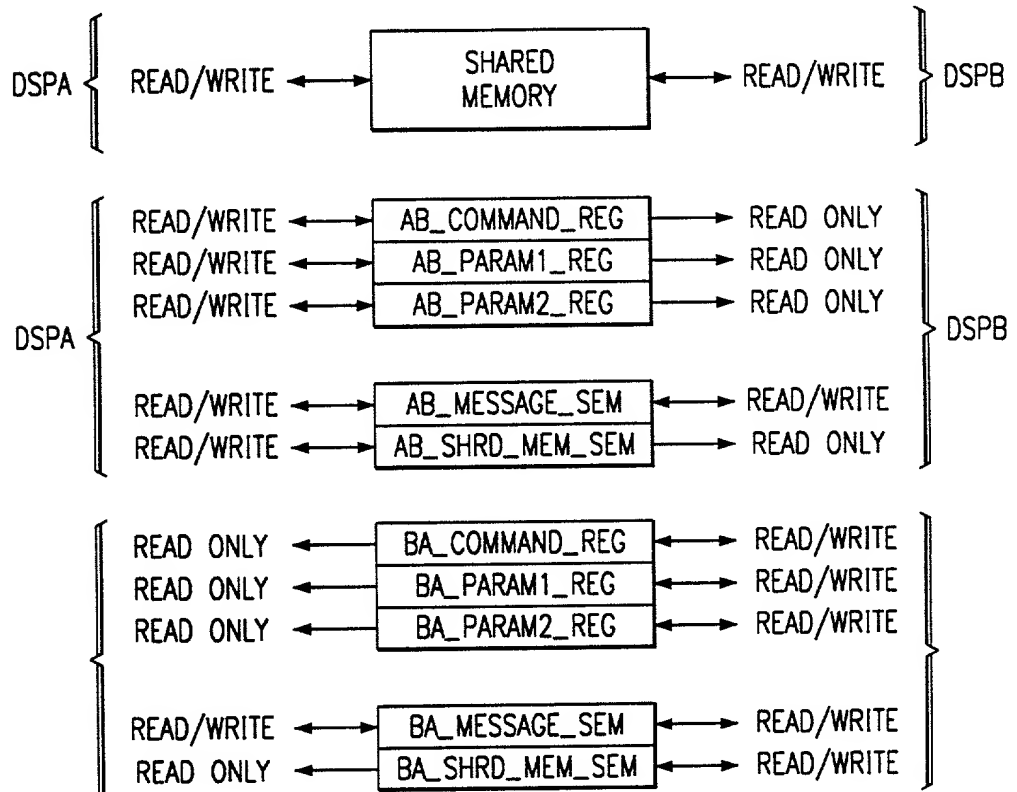 DSPA READ/WRITE SHARED MEMORY READ/WRITE DSPB
READ/WRITE AB_COMMAND_REG READ ONLY
READ/WRITE AB_PARAM1_REG READ ONLY
READ/WRITE AB_PARAM2_REG READ ONLY
DSPA DSPB
READ/WRITE AB_MESSAGE_SEM READ/WRITE
READ/WRITE AB_SHRD_MEM_SEM READ ONLY
READ ONLY BA_COMMAND_REG READ/WRITE
READ ONLY BA_PARAM1_REG READ/WRITE
READ ONLY BA_PARAM2_REG READ/WRITE
READ/WRITE BA_MESSAGE_SEM READ/WRITE
READ ONLY BA_SHRD_MEM_SEM READ/WRITE